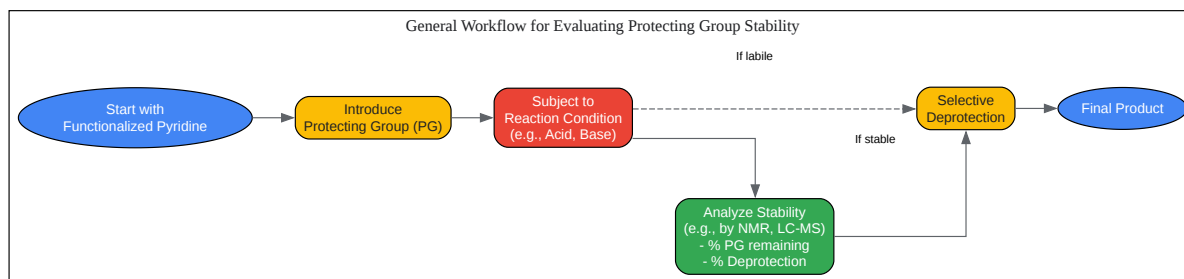 General Workflow for Evaluating Protecting Group Stability
If labile
Start with
Functionalized Pyridine
Introduce
Protecting Group (PG)
Subject to
Reaction Condition
(e.g., Acid, Base)
Selective
Deprotection
Final Product
If stable
Analyze Stability
(e.g., by NMR, LC-MS)
- % PG remaining
- % Deprotection